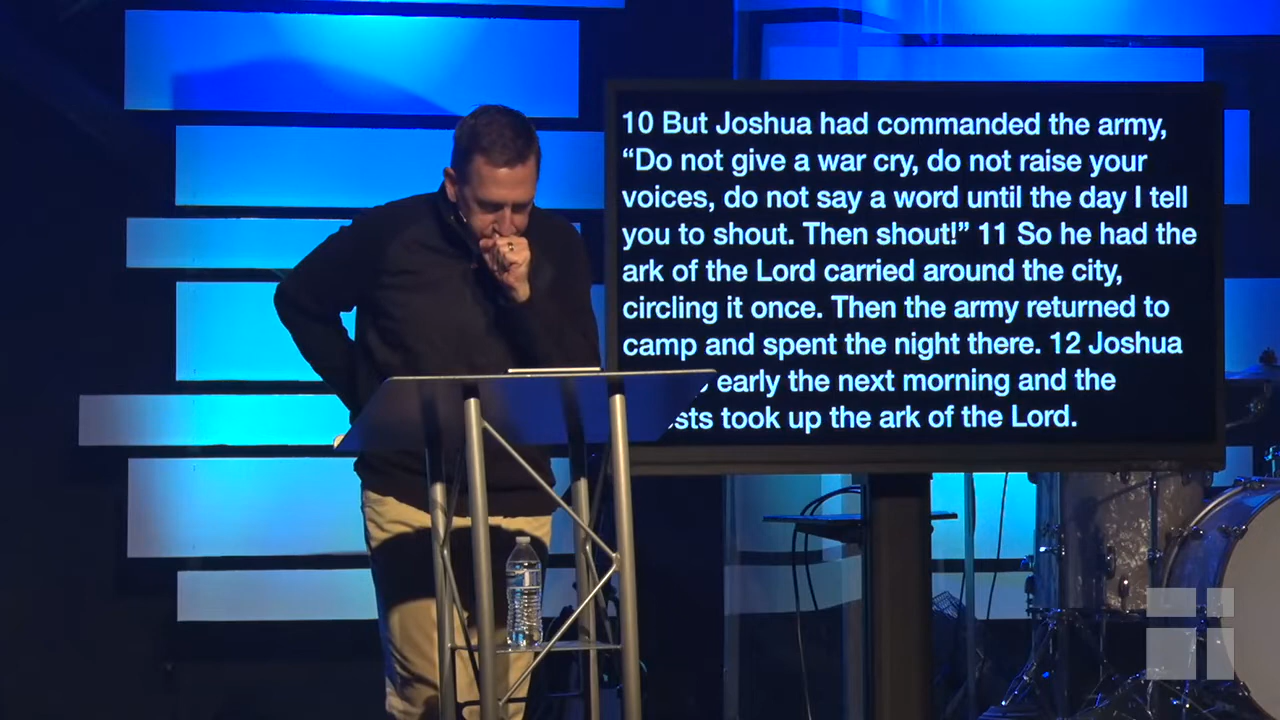 10 But Joshua had commanded the army,
“Do not give a war cry, do not raise your
voices, do not say a word until the day I tell
you to shout. Then shout!” 11 So he had the
ark of the Lord carried around the city,
circling it once. Then the army returned to
camp and spent the night there. 12 Joshua
early the next morning and the
took up the ark of the Lord.